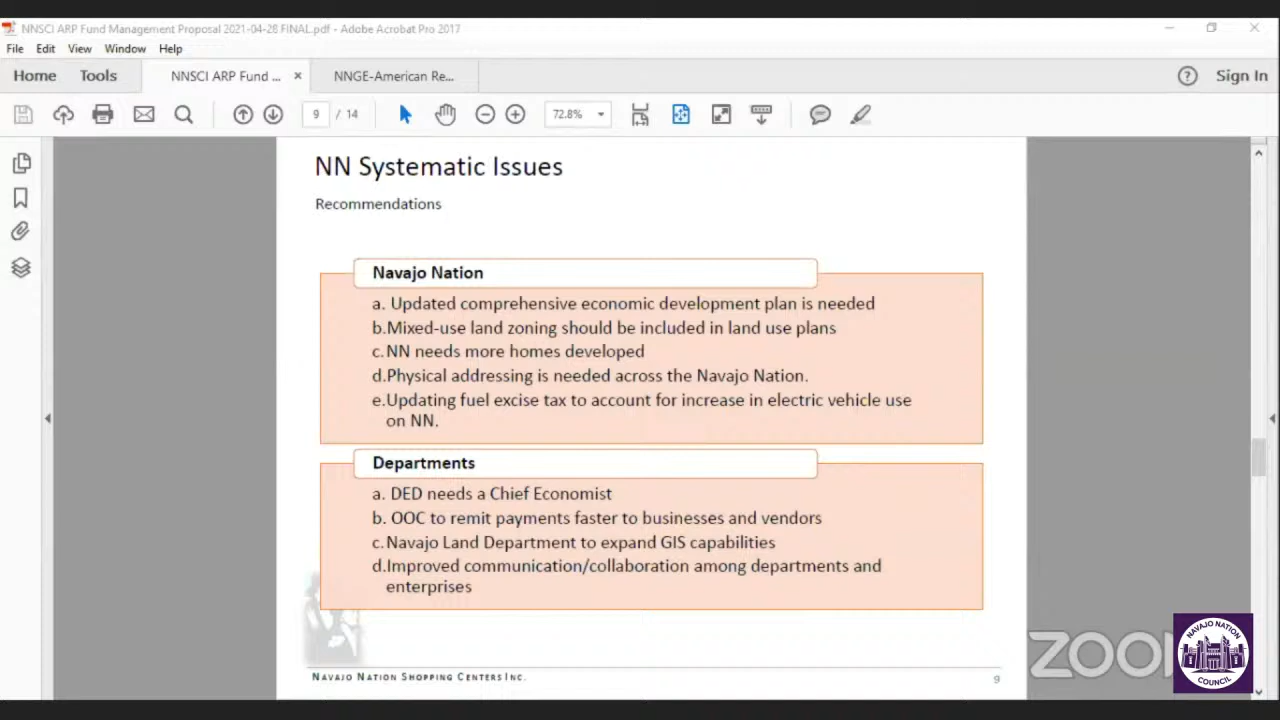 NNSCI ARP Fund Management Proposal 2021-04-28 FINAL.pdf - Adobe Acrobat Pro 2017
File Edit View Window Help
Home Tools NNSCI ARP Fund ... × NNGE-American Re... ? Sign In
9 / 14 72.8%
NN Systematic Issues
Recommendations
Navajo Nation
a. Updated comprehensive economic development plan is needed
b.Mixed-use land zoning should be included in land use plans
c.NN needs more homes developed
d.Physical addressing is needed across the Navajo Nation.
e.Updating fuel excise tax to account for increase in electric vehicle use
on NN.
Departments
a. DED needs a Chief Economist
b. OOC to remit payments faster to businesses and vendors
c.Navajo Land Department to expand GIS capabilities
d.Improved communication/collaboration among departments and
enterprises
NAVAJO NATION SHOPPING CENTERS INC.
9
ZOO
NAVAJO NATION
COUNCIL